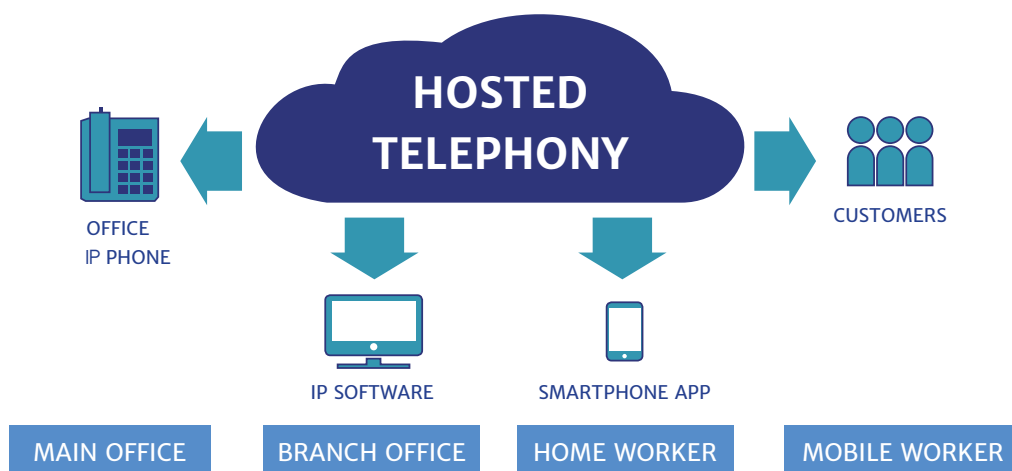 HOSTED
TELEPHONY
OFFICE
IP PHONE
CUSTOMERS
IP SOFTWARE
SMARTPHONE APP
MAIN OFFICE
BRANCH OFFICE
HOME WORKER
MOBILE WORKER